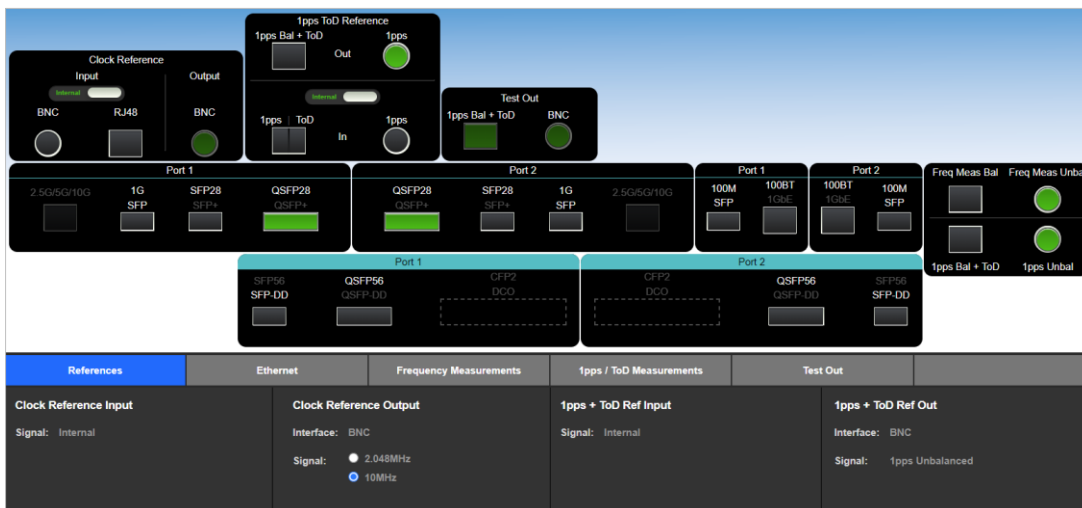 1pps ToD Reference
1pps Bal + ToD
1pps
Out
Internal
1pps
ToD
In
1pps
Clock Reference
Input
Output
Internal
BNC
RJ48
BNC
Test Out
1pps Bal + ToD
BNC
Port 1
2.5G/5G/10G
1G
SFP
SFP28
SFP+
QSFP28
QSFP+
Port 2
QSFP28
QSFP+
SFP28
SFP+
1G
SFP
2.5G/5G/10G
Port 1
100M
SFP
100BT
1GbE
Port 2
100BT
1GbE
100M
SFP
Freq Meas Bal
Freq Meas Unba
1pps Bal + ToD
1pps Unbal
Port 1
SFP56
SFP-DD
QSFP56
QSFP-DD
CFP2
DCO
Port 2
CFP2
DCO
QSFP56
QSFP-DD
SFP56
SFP-DD
References
Ethernet
Frequency Measurements
1pps / ToD Measurements
Test Out
Clock Reference Input
Signal: Internal
Clock Reference Output
Interface: BNC
Signal: 2.048MHz
10MHz
1pps + ToD Ref Input
Signal: Internal
1pps + ToD Ref Out
Interface: BNC
Signal: 1pps Unbalanced